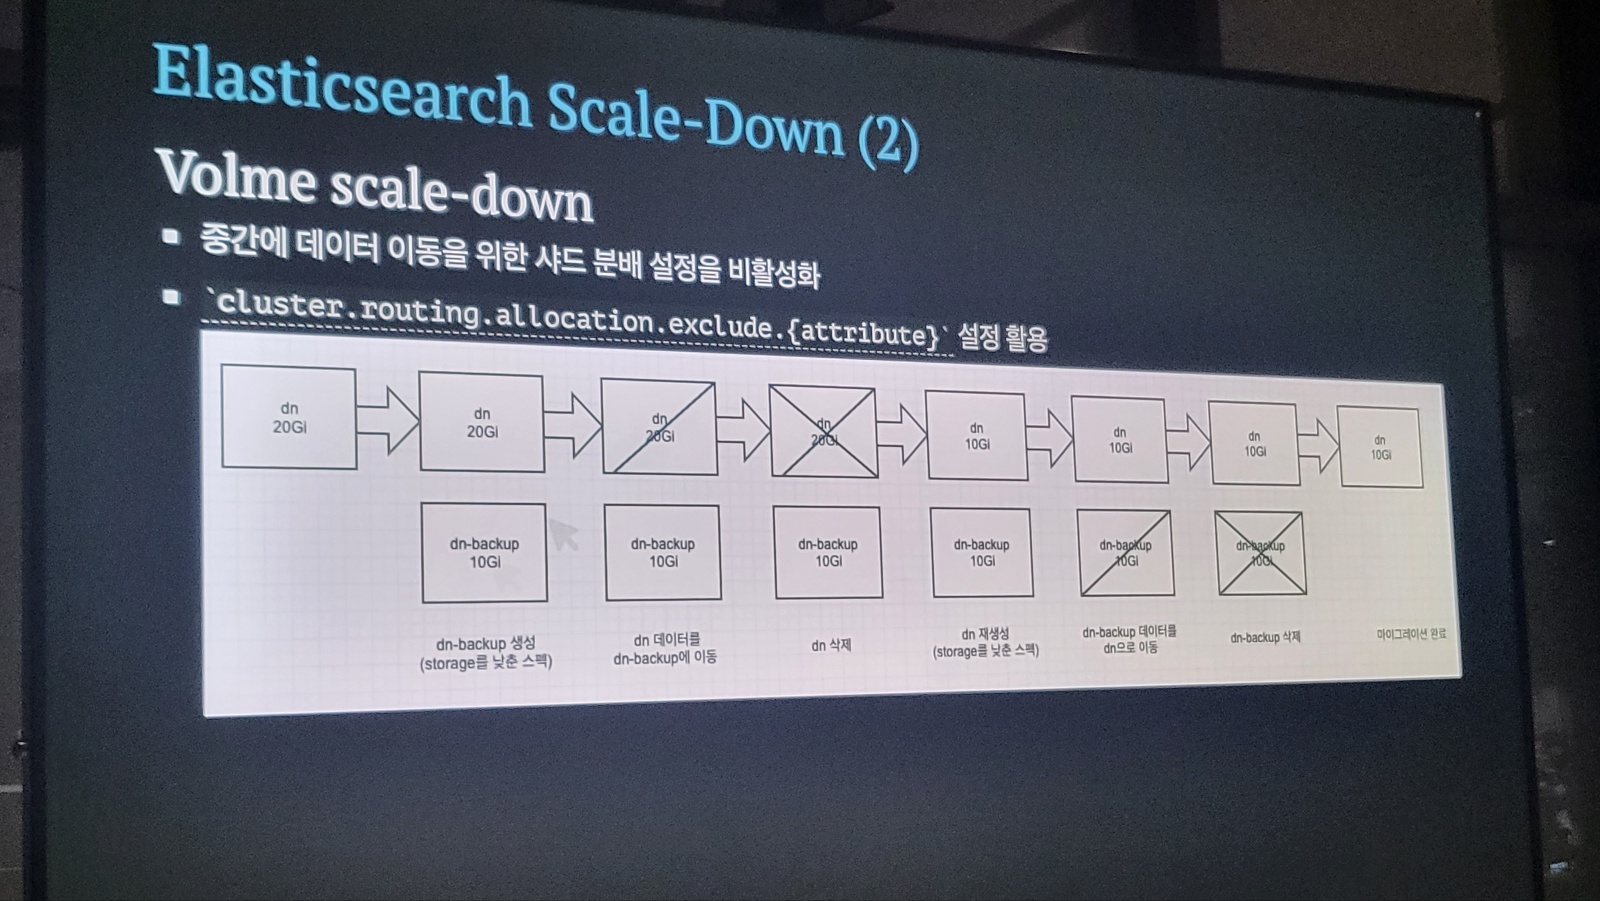 Elasticsearch Scale-Down (2)
Volme scale-down
▪ 중간에 데이터 이동을 위한 샤드 분배 설정을 비활성화
▪ `cluster.routing.allocation.exclude.{attribute}` 설정 활용
dn
20Gi
dn
20Gi
dn
20Gi
dn
20Gi
dn
10Gi
dn
10Gi
dn
10Gi
dn
10Gi
dn-backup
10Gi
dn-backup
10Gi
dn-backup
10Gi
dn-backup
10Gi
dn-backup
10Gi
dn-backup
10Gi
dn-backup 생성
(storage를 낮춘 스펙)
dn 데이터를
dn-backup에 이동
dn 삭제
dn 재생성
(storage를 낮춘 스펙)
dn-backup 데이터를
dn으로 이동
dn-backup 삭제
마이그레이션 완료